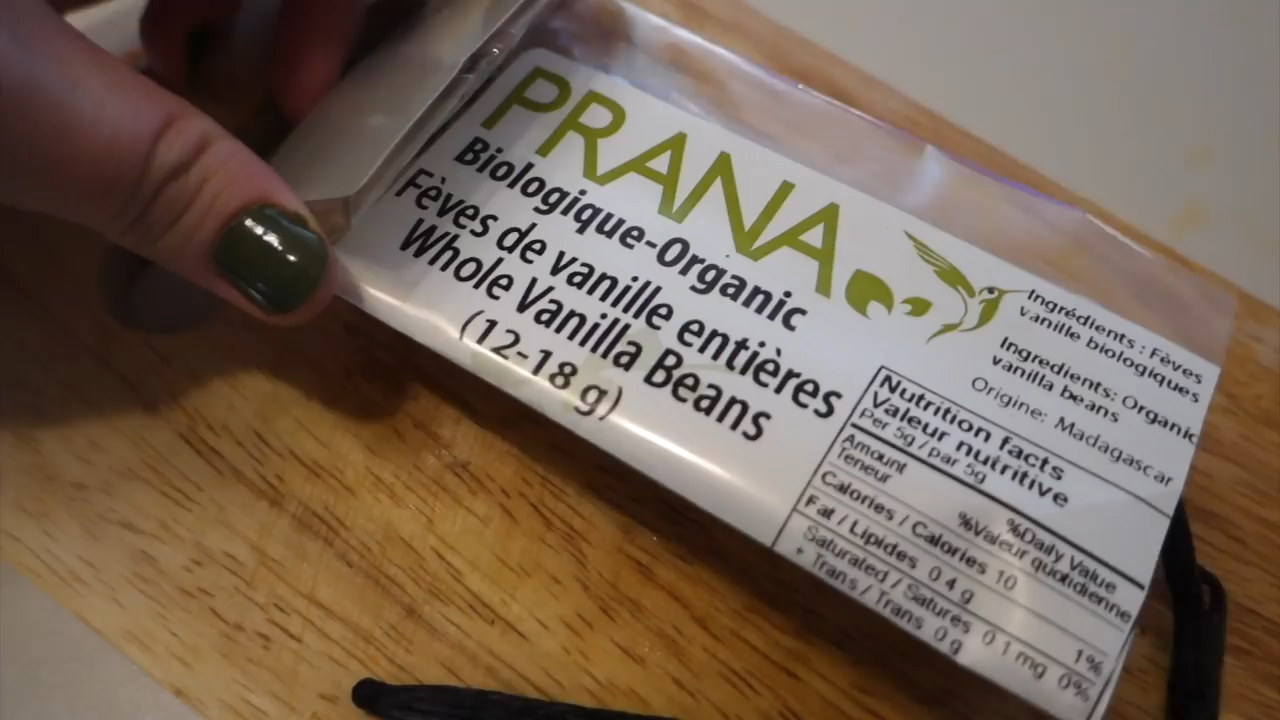 PRANA
Biologique-Organic
Fèves de vanille entières
Whole Vanilla Beans
(12-18 g)
Ingrédients : Fèves
vanille biologiques
Ingredients: Organic
vanilla beans
Origine: Madagascar
Nutrition facts
Valeur nutritive
Per 5g / par 5g
Amount %Daily Value
Teneur %Valeur quotidienne
Calories / Calories 10
Fat / Lipides 0 4 g 1%
Saturated / Satures 0 1 mg 0%
+ Trans / Trans 0 g